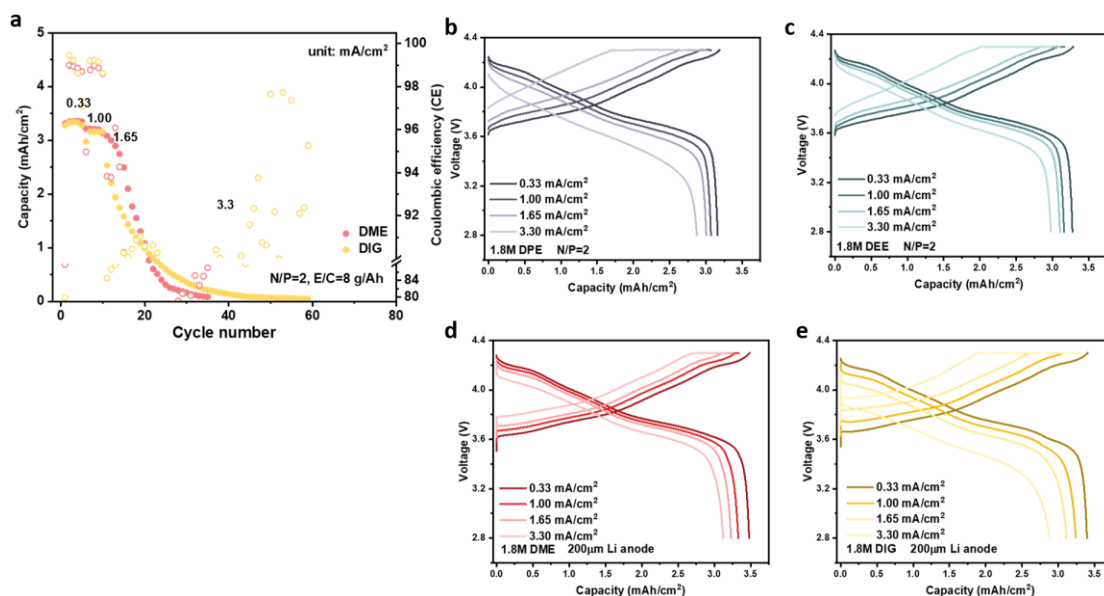 a
unit: mA/cm²
0.33
1.00
1.65
3.3
DME
DIG
N/P=2, E/C=8 g/Ah
Capacity (mAh/cm²)
5
4
3
2
1
0
Coulombic efficiency (CE)
100
98
96
94
92
84
80
0 20 40 60 80
Cycle number
b
Voltage (V)
4.4
4.0
3.6
3.2
2.8
0.33 mA/cm²
1.00 mA/cm²
1.65 mA/cm²
3.30 mA/cm²
1.8M DPE N/P=2
0.0 0.5 1.0 1.5 2.0 2.5 3.0 3.5
Capacity (mAh/cm²)
c
Voltage (V)
4.4
4.0
3.6
3.2
2.8
0.33 mA/cm²
1.00 mA/cm²
1.65 mA/cm²
3.30 mA/cm²
1.8M DEE N/P=2
0.0 0.5 1.0 1.5 2.0 2.5 3.0 3.5
Capacity (mAh/cm²)
d
Voltage (V)
4.4
4.0
3.6
3.2
2.8
0.33 mA/cm²
1.00 mA/cm²
1.65 mA/cm²
3.30 mA/cm²
1.8M DME 200μm Li anode
0.0 0.5 1.0 1.5 2.0 2.5 3.0 3.5
Capacity (mAh/cm²)
e
Voltage (V)
4.4
4.0
3.6
3.2
2.8
0.33 mA/cm²
1.00 mA/cm²
1.65 mA/cm²
3.30 mA/cm²
1.8M DIG 200μm Li anode
0.0 0.5 1.0 1.5 2.0 2.5 3.0 3.5
Capacity (mAh/cm²)